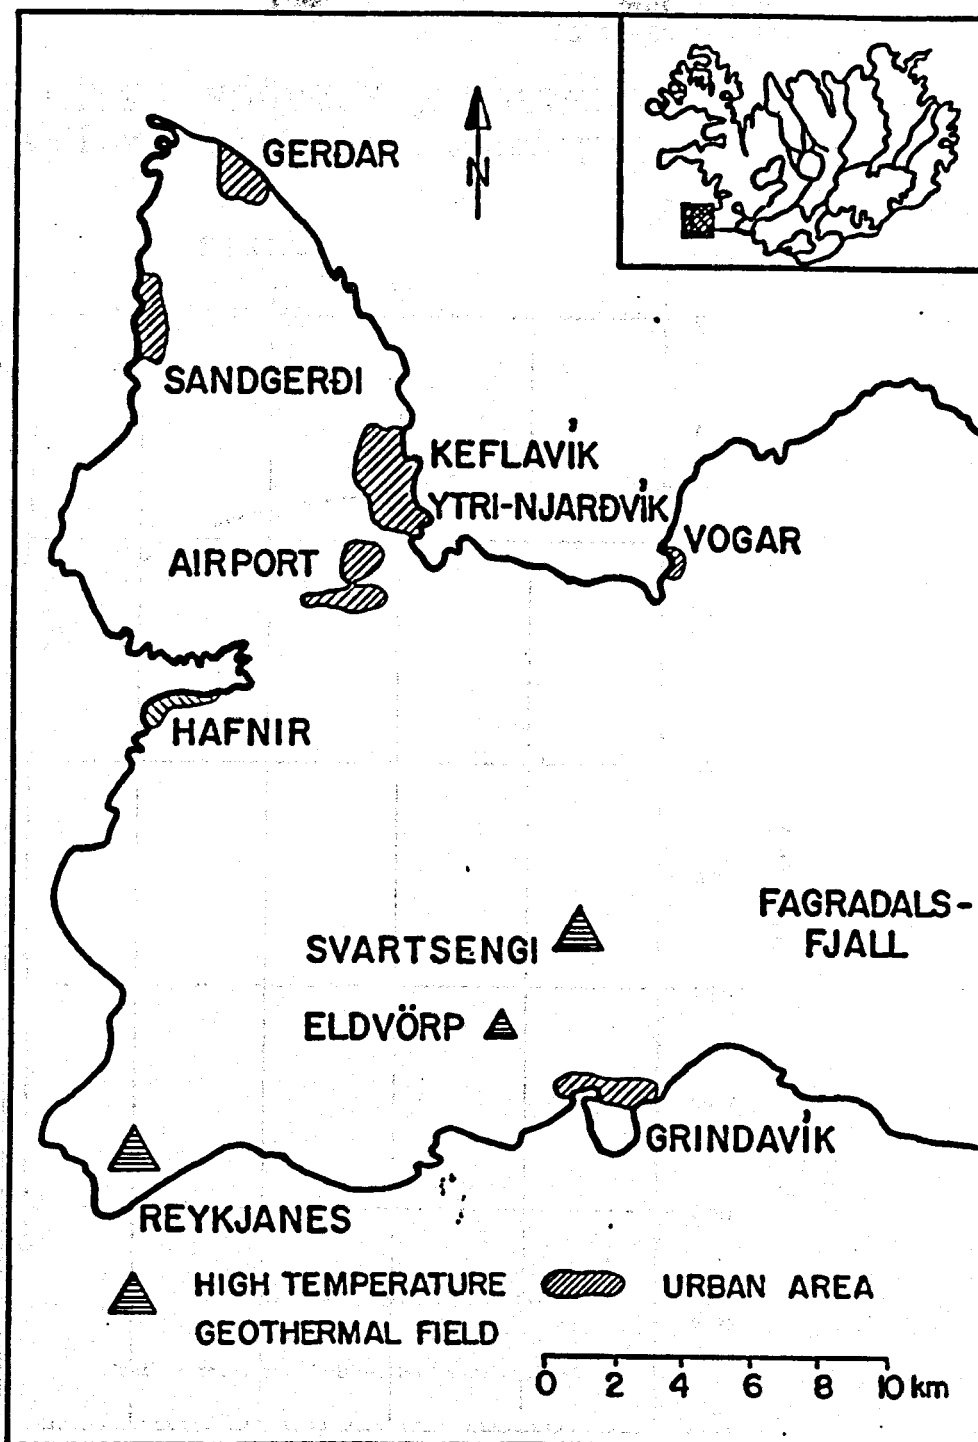 GERÐAR
N
SANDGERÐI
KEFLAVÍK
YTRI-NJARÐVÍK
VOGAR
AIRPORT
HAFNIR
FAGRADALS-
FJALL
SVARTSENGI
ELDVÖRP
GRINDAVÍK
REYKJANES
HIGH TEMPERATURE
GEOTHERMAL FIELD
URBAN AREA
0 2 4 6 8 10 km